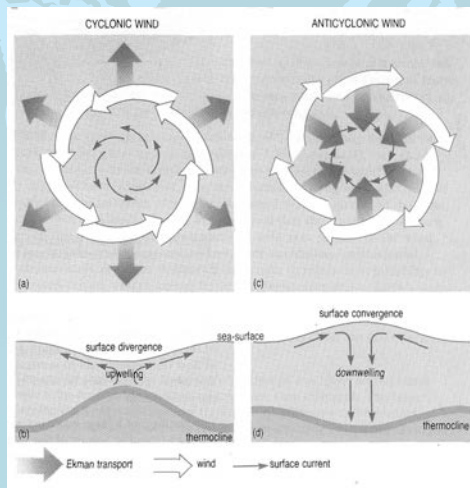 CYCLONIC WIND
ANTICYCLONIC WIND
(a)
(c)
surface divergence
sea-surface
surface convergence
upwelling
downwelling
(b)
thermocline
(d)
thermocline
Ekman transport
wind
surface current